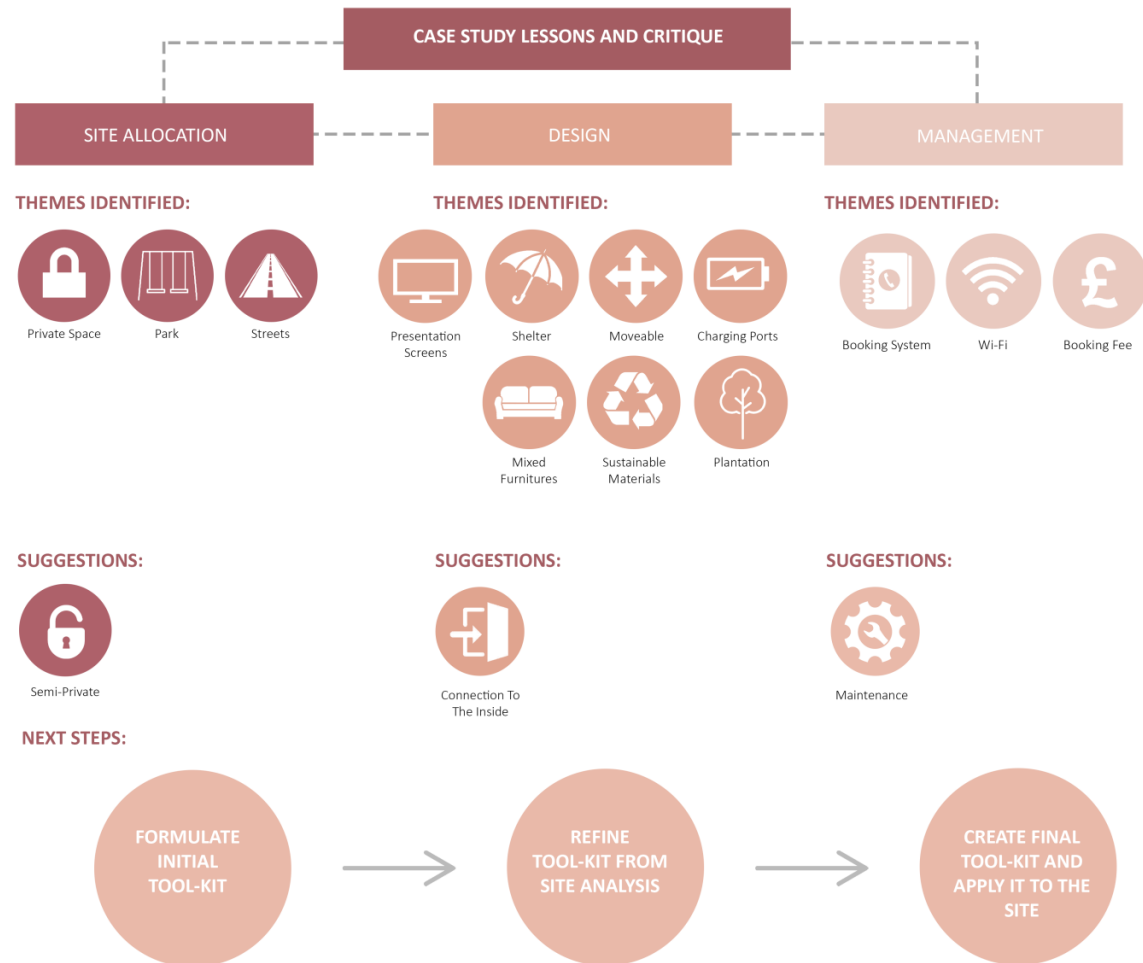 CASE STUDY LESSONS AND CRITIQUE
SITE ALLOCATION
DESIGN
MANAGEMENT
THEMES IDENTIFIED:
THEMES IDENTIFIED:
THEMES IDENTIFIED:
Private Space
Park
Streets
Presentation
Screens
Shelter
Moveable
Charging Ports
Booking System
Wi-Fi
£
Booking Fee
Mixed
Furnitures
Sustainable
Materials
Plantation
SUGGESTIONS:
SUGGESTIONS:
SUGGESTIONS:
Semi-Private
Connection To
The Inside
Maintenance
NEXT STEPS:
FORMULATE
INITIAL
TOOL-KIT
REFINE
TOOL-KIT FROM
SITE ANALYSIS
CREATE FINAL
TOOL-KIT AND
APPLY IT TO THE
SITE